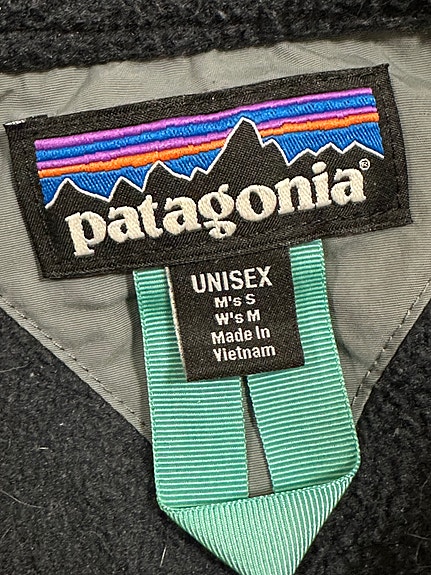 patagonia®
UNISEX
M's S
W's M
Made In
Vietnam